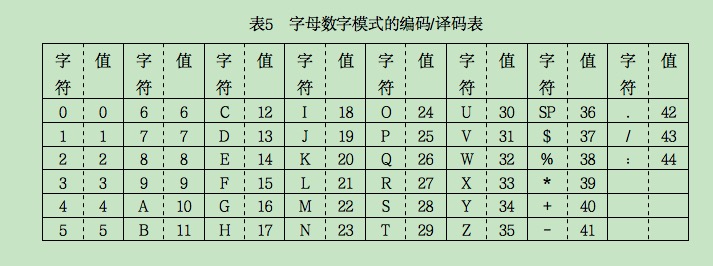 表5 字母数字模式的编码/译码表
字符 值 字符 值 字符 值 字符 值 字符 值 字符 值 字符 值 字符 值
0 0 6 6 C 12 I 18 O 24 U 30 SP 36 . 42
1 1 7 7 D 13 J 19 P 25 V 31 $ 37 / 43
2 2 8 8 E 14 K 20 Q 26 W 32 % 38 : 44
3 3 9 9 F 15 L 21 R 27 X 33 * 39
4 4 A 10 G 16 M 22 S 28 Y 34 + 40
5 5 B 11 H 17 N 23 T 29 Z 35 - 41